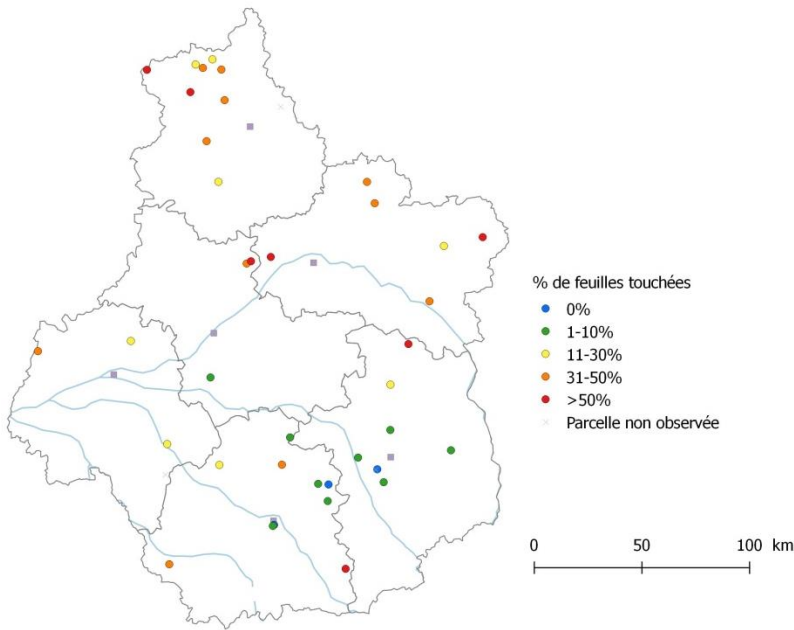 % de feuilles touchées
0%
1-10%
11-30%
31-50%
>50%
Parcelle non observée
0 50 100 km